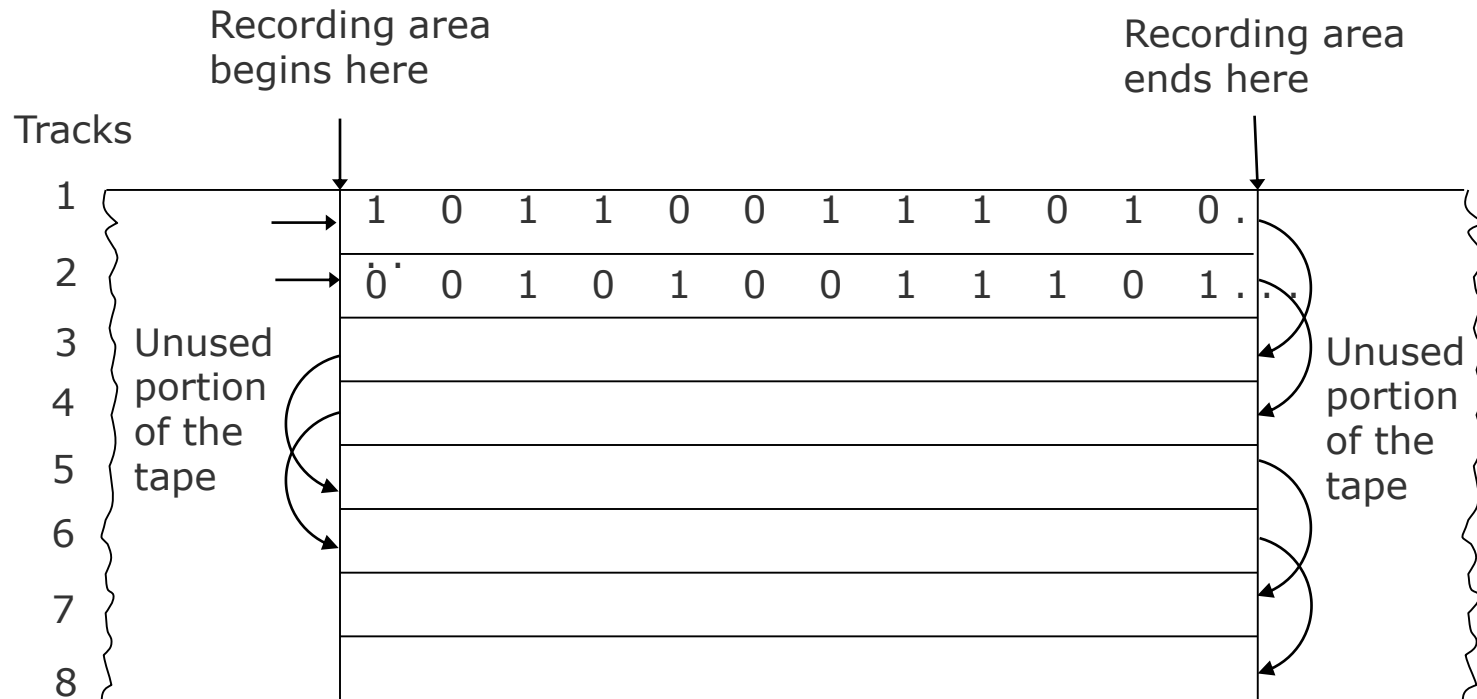 Recording area
begins here
Recording area
ends here
Tracks
1
1 0 1 1 0 0 1 1 1 0 1 0 .
. .
2
0 0 1 0 1 0 0 1 1 1 0 1 . . .
3
4
5
6
7
8
Unused
portion
of the
tape
Unused
portion
of the
tape